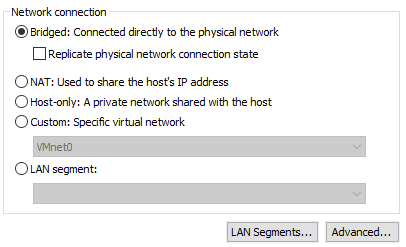 Network connection
Bridged: Connected directly to the physical network
Replicate physical network connection state
NAT: Used to share the host's IP address
Host-only: A private network shared with the host
Custom: Specific virtual network
VMnet0
LAN segment:
LAN Segments... Advanced...